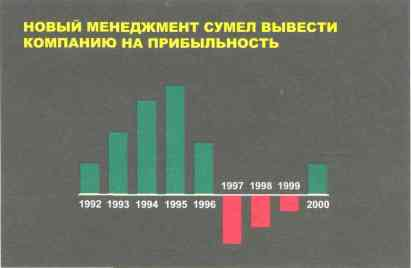 НОВЫЙ МЕНЕДЖМЕНТ СУМЕЛ ВЫВЕСТИ
КОМПАНИЮ НА ПРИБЫЛЬНОСТЬ
1997 1998 1999
1992 1993 1994 1995 1996 2000